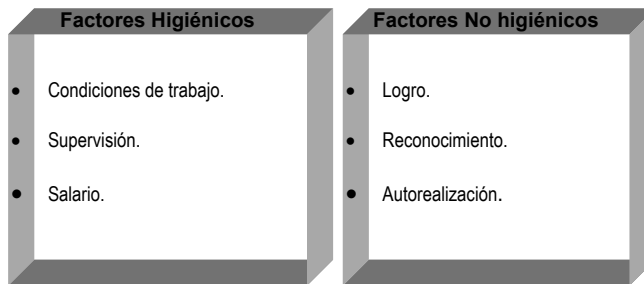 Factores Higiénicos
• Condiciones de trabajo.
• Supervisión.
• Salario.
Factores No higiénicos
• Logro.
• Reconocimiento.
• Autorealización.